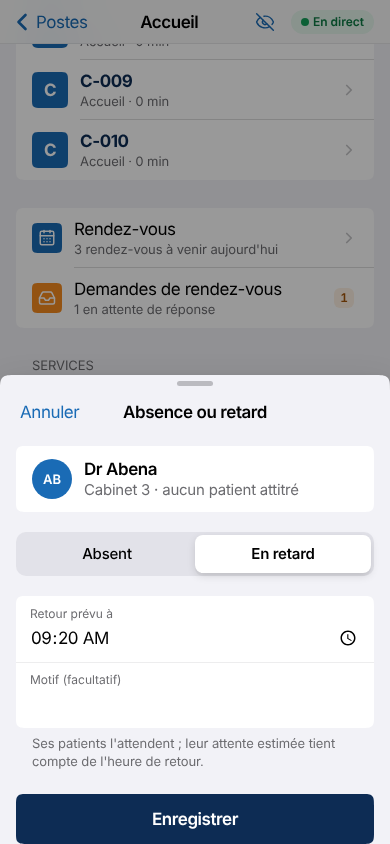 Postes
Accueil
En direct
Accueil · 0 min
C
C-009
Accueil · 0 min
C
C-010
Accueil · 0 min
Rendez-vous
3 rendez-vous à venir aujourd'hui
Demandes de rendez-vous
1 en attente de réponse
1
SERVICES
Annuler
Absence ou retard
AB
Dr Abena
Cabinet 3 · aucun patient attitré
Absent
En retard
Retour prévu à
09:20 AM
Motif (facultatif)
Ses patients l'attendent ; leur attente estimée tient
compte de l'heure de retour.
Enregistrer